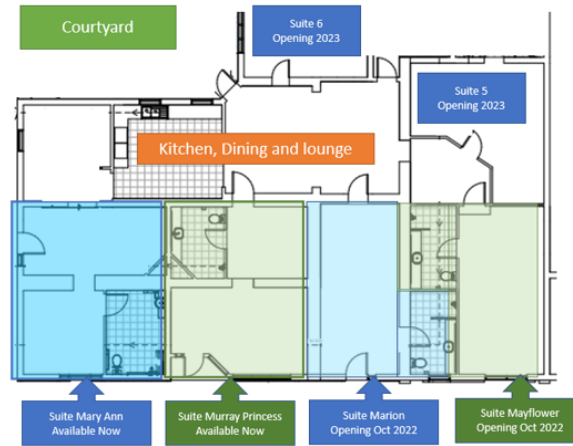 Courtyard
Suite 6
Opening 2023
Suite 5
Opening 2023
Kitchen, Dining and lounge
Suite Mary Ann
Available Now
Suite Murray Princess
Available Now
Suite Marion
Opening Oct 2022
Suite Mayflower
Opening Oct 2022